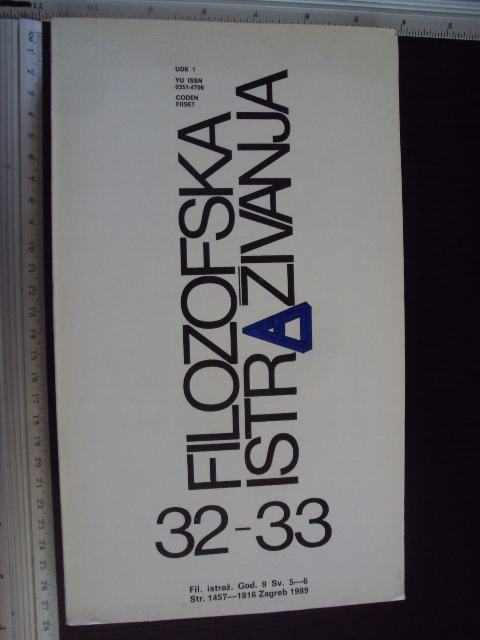 UDK 1
YU ISSN
0351-4706
CODEN
FIISET
FILOZOFSKA
ISTRAŽIVANJA
32-33
Fil. istraž. God. 9 Sv. 5—6
Str. 1457—1816 Zagreb 1989